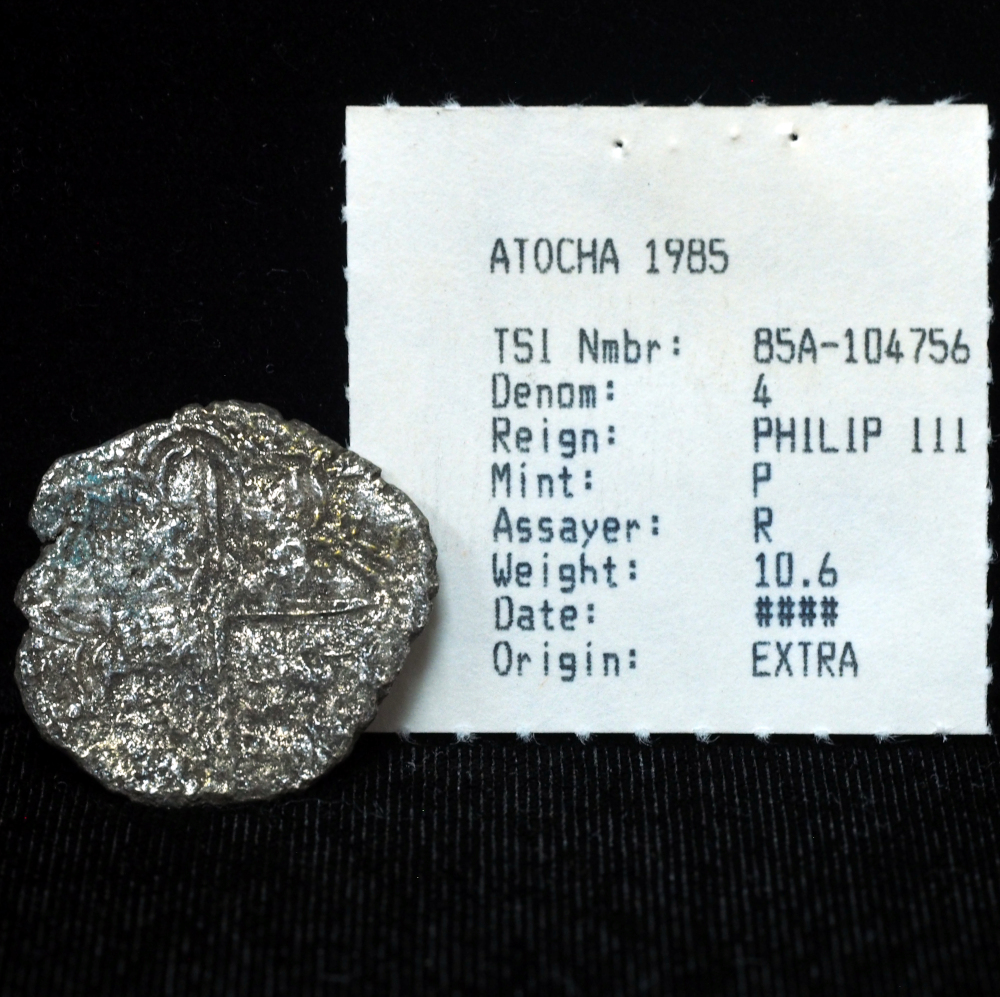 ATOCHA 1985
TSI Nmbr: 85A-104756
Denom: 4
Reign: PHILIP III
Mint: P
Assayer: R
Weight: 10.6
Date: ####
Origin: EXTRA